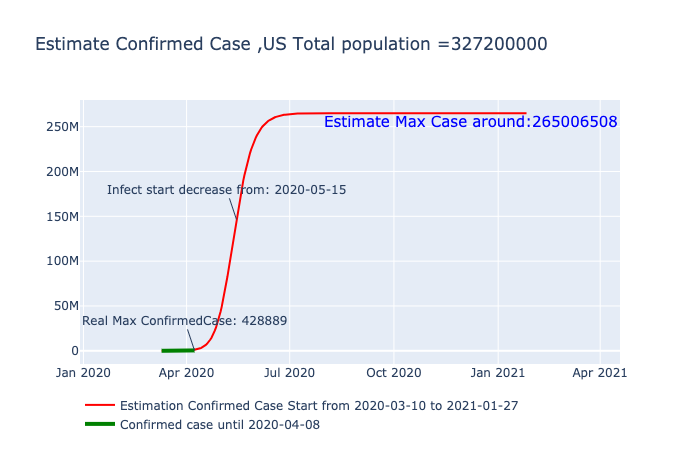 Estimate Confirmed Case ,US Total population =327200000
250M
Estimate Max Case around:265006508
200M
Infect start decrease from: 2020-05-15
150M
100M
50M
Real Max ConfirmedCase: 428889
0
Jan 2020 Apr 2020 Jul 2020 Oct 2020 Jan 2021 Apr 2021
Estimation Confirmed Case Start from 2020-03-10 to 2021-01-27
Confirmed case until 2020-04-08